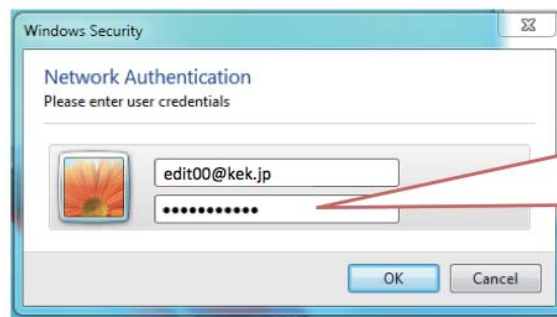 Windows Security
Network Authentication
Please enter user credentials
edit00@kek.jp
•••••••••••
OK
Cancel